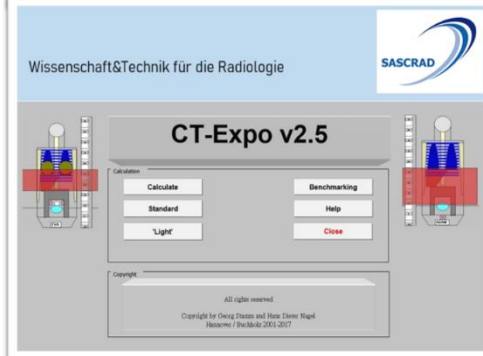 Wissenschaft&Technik für die Radiologie
SASCRAD
CT-Expo v2.5
Calculation
Calculate
Benchmarking
Standard
Help
'Light'
Close
Copyright
All rights reserved
Copyright by Georg Stamm and Hans Dieter Nagel
Hannover / Buchholz 2001-2017